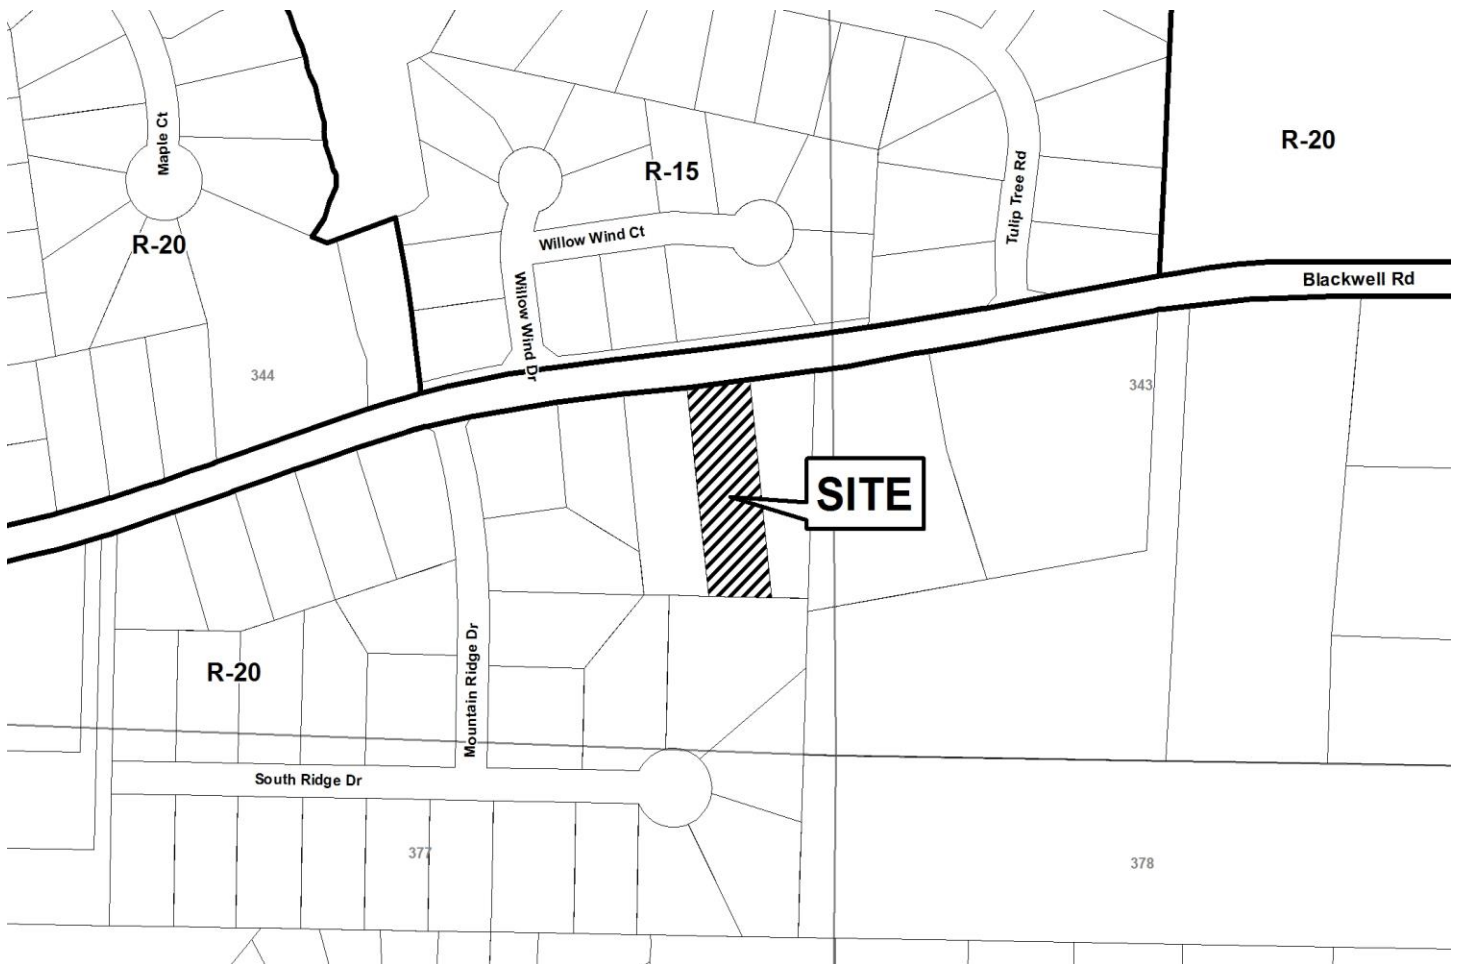 Maple Ct
R-20
R-15
R-20
Tulip Tree Rd
Willow Wind Ct
Willow Wind Dr
Blackwell Rd
344
343
SITE
R-20
Mountain Ridge Dr
South Ridge Dr
377
378